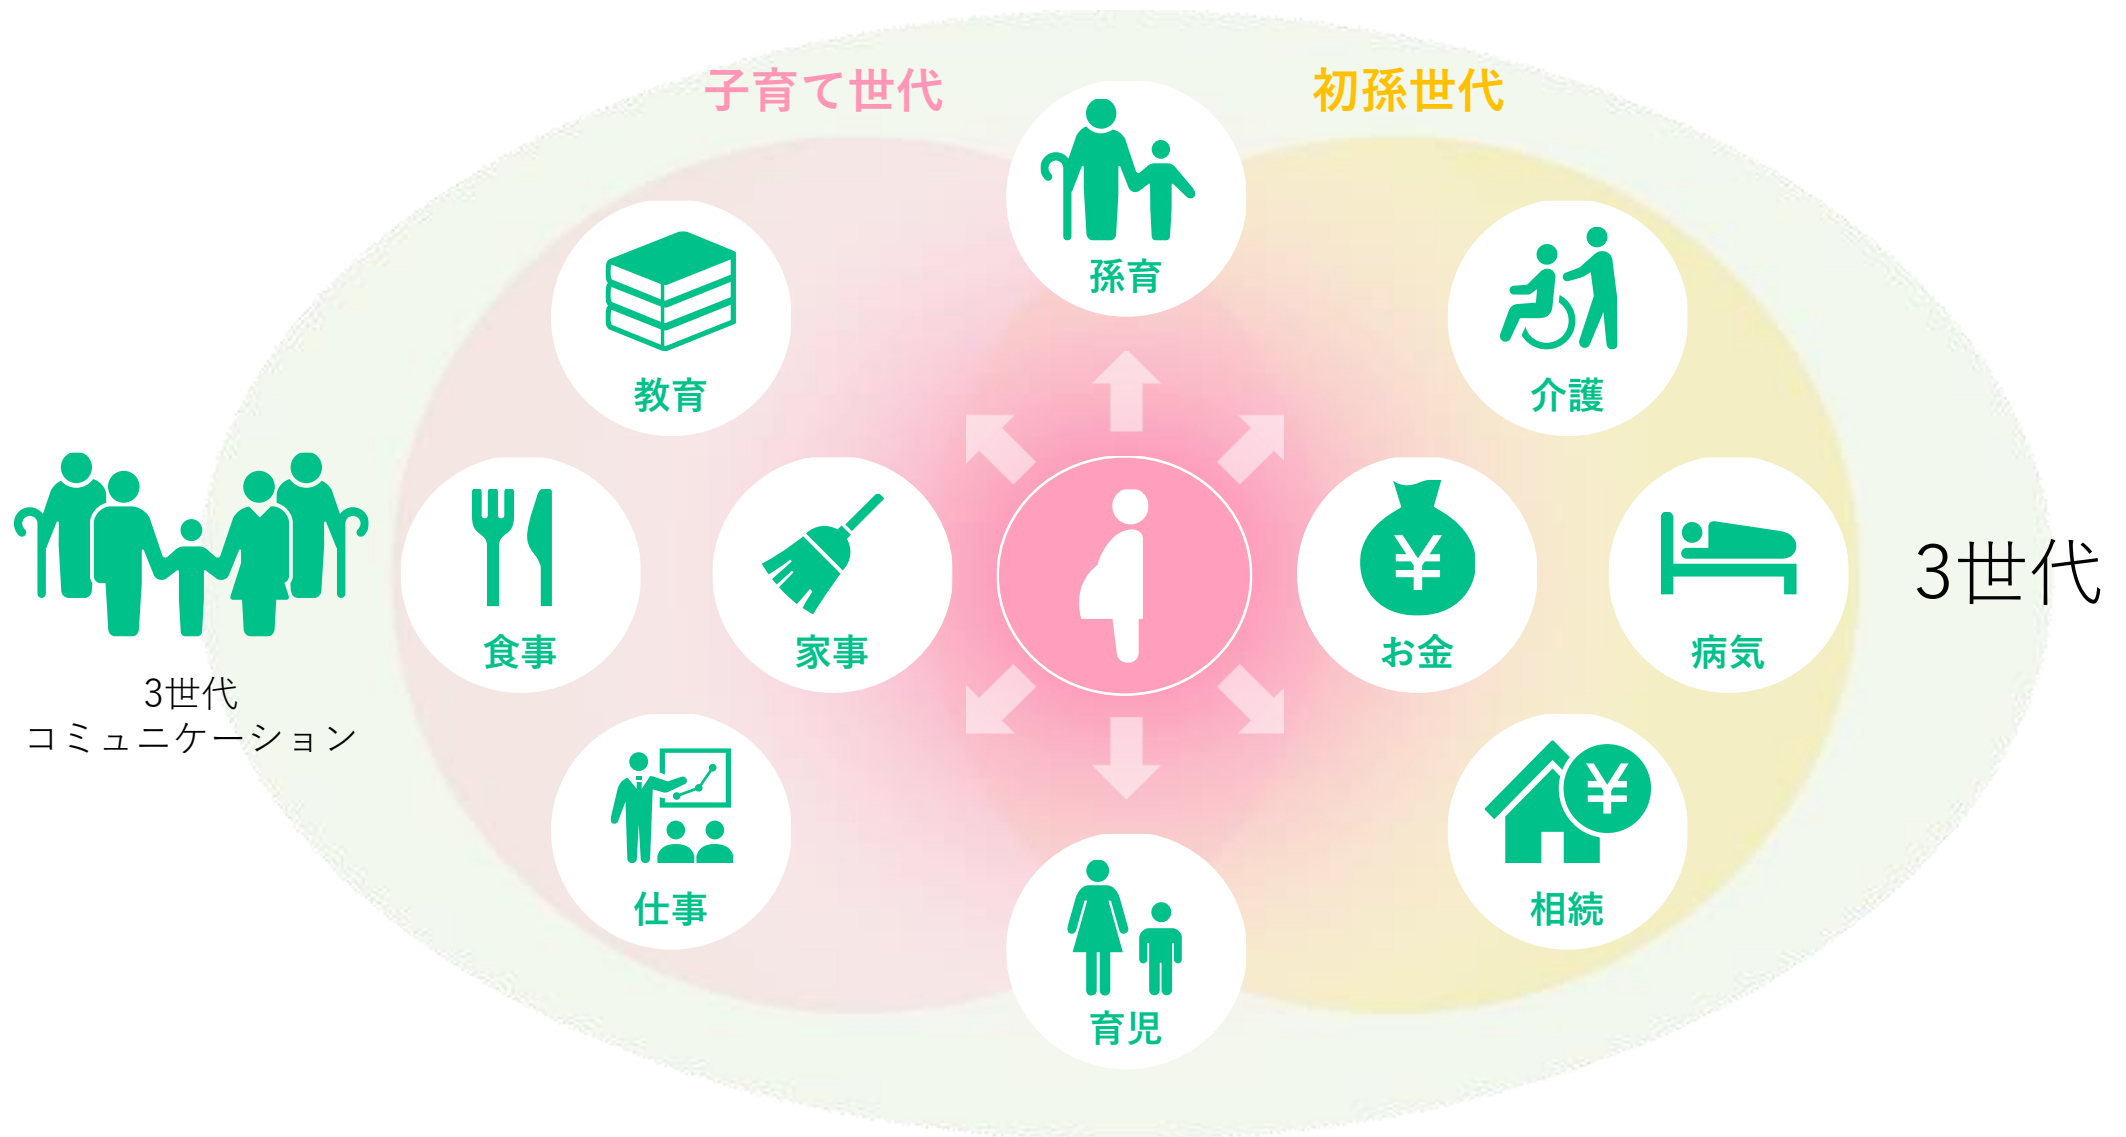 子育て世代
初孫世代
孫育
教育
介護
食事
家事
お金
病気
3世代
3世代
コミュニケーション
仕事
相続
育児